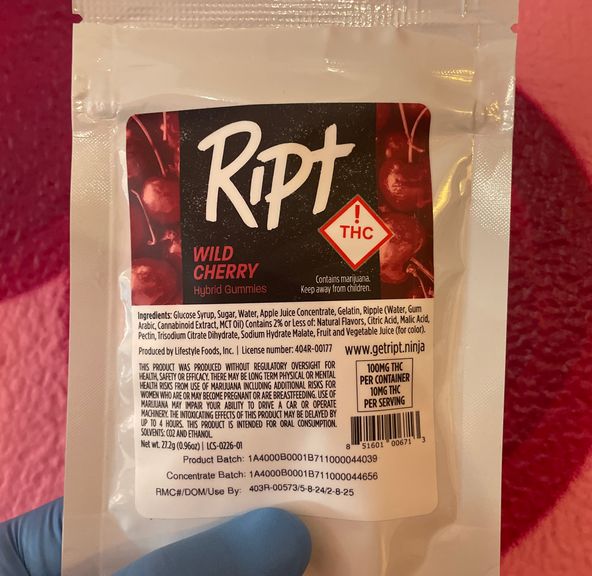 Ript
!
THC
WILD
CHERRY
Hybrid Gummies
Contains marijuana.
Keep away from children.
Ingredients: Glucose Syrup, Sugar, Water, Apple Juice Concentrate, Gelatin, Ripple (Water, Gum
Arabic, Cannabinoid Extract, MCT Oil) Contains 2% or Less of: Natural Flavors, Citric Acid, Malic Acid,
Pectin, Trisodium Citrate Dihydrate, Sodium Hydrate Malate, Fruit and Vegetable Juice (for color).
Produced by Lifestyle Foods, Inc. | License number: 404R-00177
www.getript.ninja
THIS PRODUCT WAS PRODUCED WITHOUT REGULATORY OVERSIGHT FOR
HEALTH, SAFETY OR EFFICACY. THERE MAY BE LONG TERM PHYSICAL OR MENTAL
HEALTH RISKS FROM USE OF MARIJUANA INCLUDING ADDITIONAL RISKS FOR
WOMEN WHO ARE OR MAY BECOME PREGNANT OR ARE BREASTFEEDING. USE OF
MARIJUANA MAY IMPAIR YOUR ABILITY TO DRIVE A CAR OR OPERATE
MACHINERY. THE INTOXICATING EFFECTS OF THIS PRODUCT MAY BE DELAYED BY
UP TO 4 HOURS. THIS PRODUCT IS INTENDED FOR ORAL CONSUMPTION.
SOLVENTS: CO2 AND ETHANOL.
Net wt. 27.2g (0.96oz) | LCS-0226-01
100MG THC
PER CONTAINER
10MG THC
PER SERVING
8 51601 00671 3
Product Batch: 1A4000B0001B711000044039
Concentrate Batch: 1A4000B0001B711000044656
RMC#/DOM/Use By: 403R-00573/5-8-24/2-8-25